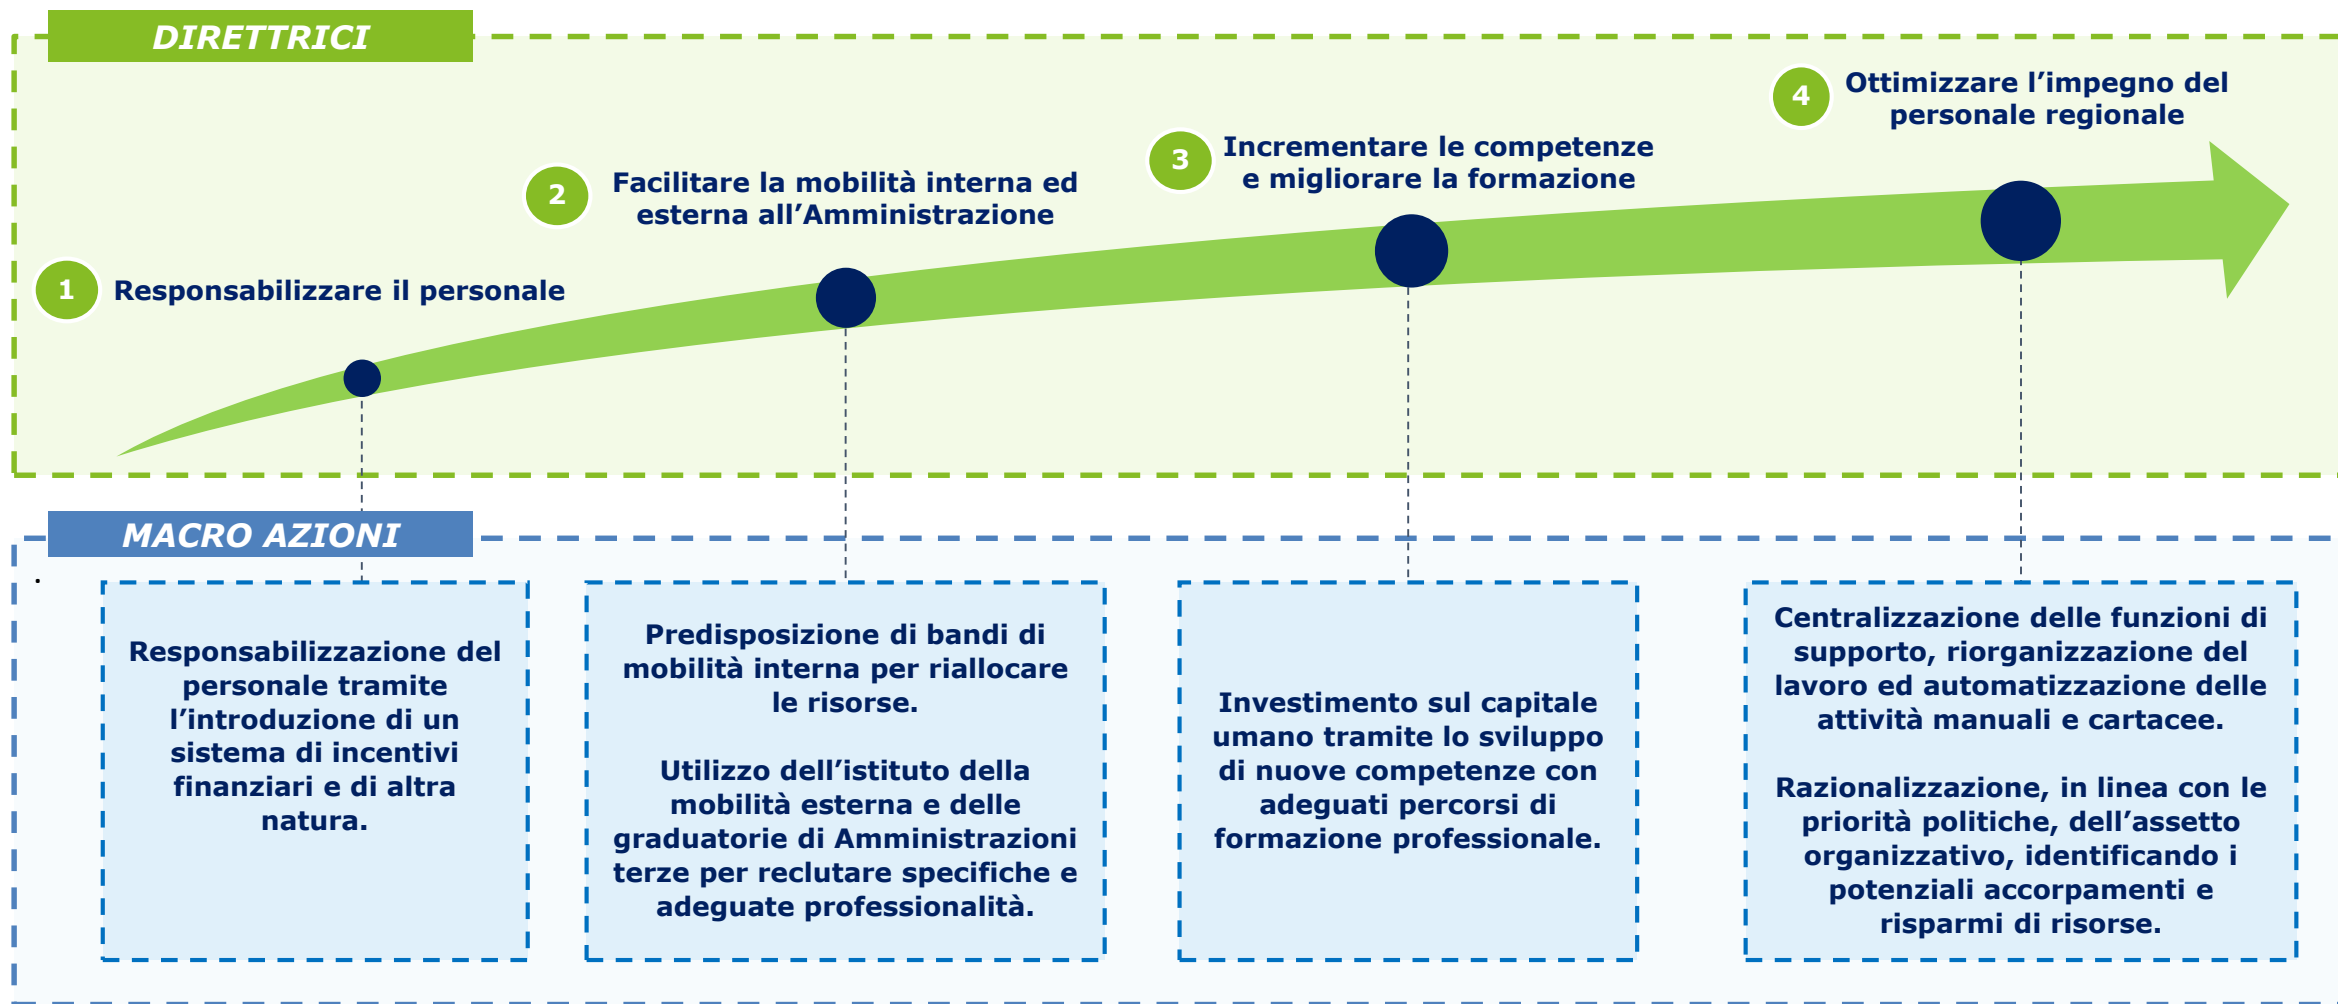 DIRETTRICI
1
Responsabilizzare il personale
2
Facilitare la mobilità interna ed
esterna all’Amministrazione
3
Incrementare le competenze
e migliorare la formazione
4
Ottimizzare l’impegno del
personale regionale
MACRO AZIONI
.
Responsabilizzazione del
personale tramite
l’introduzione di un
sistema di incentivi
finanziari e di altra
natura.
Predisposizione di bandi di
mobilità interna per riallocare
le risorse.
Utilizzo dell’istituto della
mobilità esterna e delle
graduatorie di Amministrazioni
terze per reclutare specifiche e
adeguate professionalità.
Investimento sul capitale
umano tramite lo sviluppo
di nuove competenze con
adeguati percorsi di
formazione professionale.
Centralizzazione delle funzioni di
supporto, riorganizzazione del
lavoro ed automatizzazione delle
attività manuali e cartacee.
Razionalizzazione, in linea con le
priorità politiche, dell’assetto
organizzativo, identificando i
potenziali accorpamenti e
risparmi di risorse.